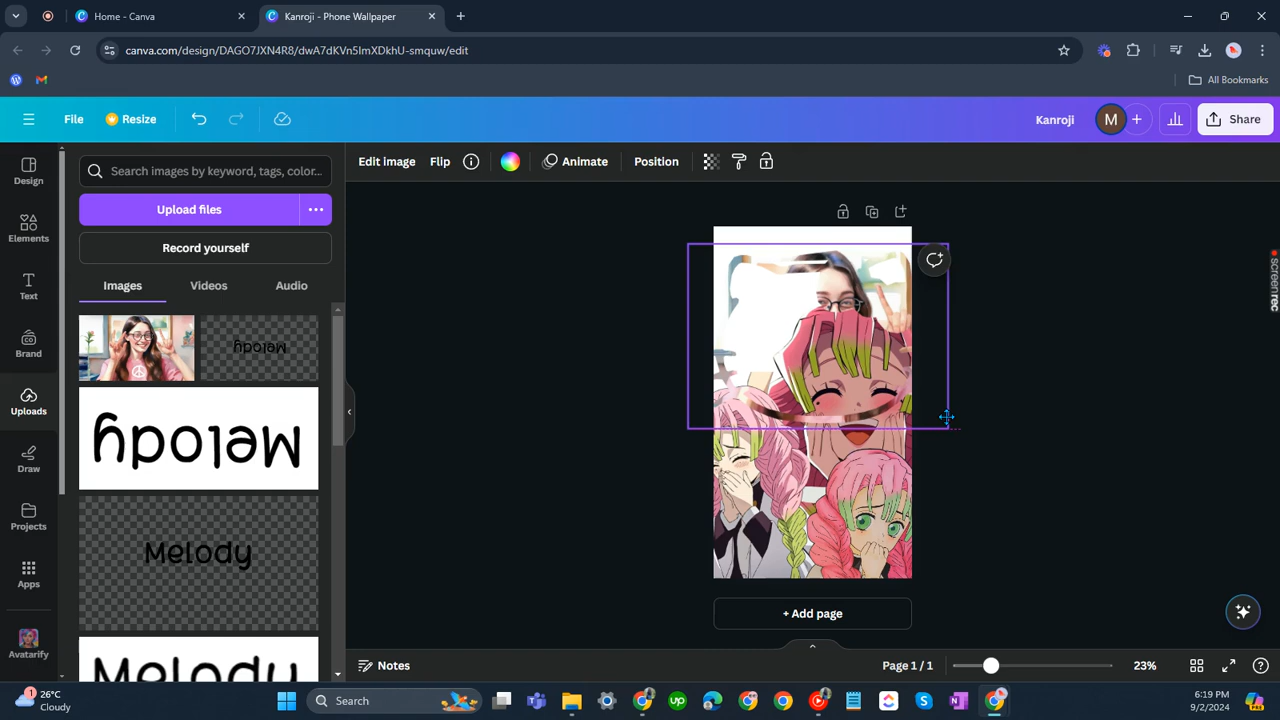 Home - Canva
Kanroji - Phone Wallpaper
canva.com/design/DAGO7JXN4R8/dwA7dKVn5ImXDkhU-smquw/edit
All Bookmarks
File
Resize
Kanroji
M
Share
Design
Elements
Text
Brand
Uploads
Draw
Projects
Apps
Avatarify
Search images by keyword, tags, color...
Upload files
Record yourself
Images
Videos
Audio
Melody
Melody
Melody
Melody
Edit image
Flip
Animate
Position
+ Add page
screenrec
Notes
Page 1 / 1
23%
1
26°C
Cloudy
Search
up
6:19 PM
9/2/2024
PRE